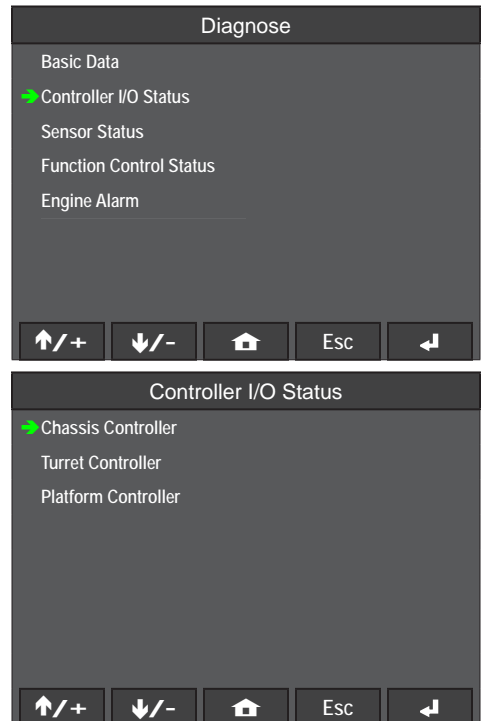 Diagnose
Basic Data
Controller I/O Status
Sensor Status
Function Control Status
Engine Alarm
↑/+ ↓/- Esc ↵
Controller I/O Status
Chassis Controller
Turret Controller
Platform Controller
↑/+ ↓/- Esc ↵